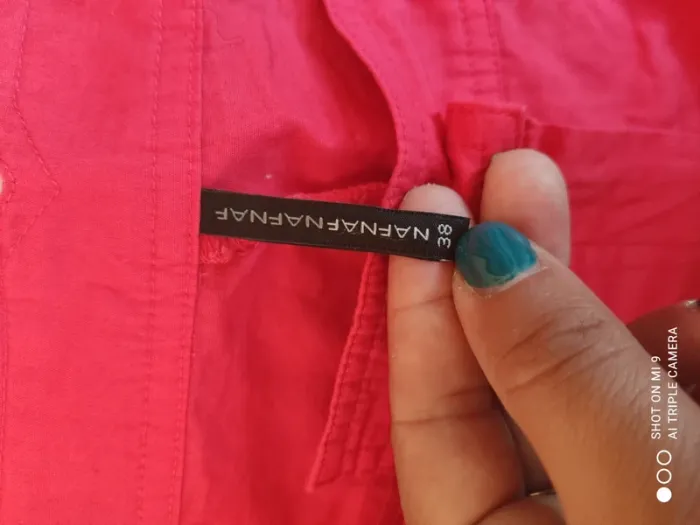 NAFNAFNAFNAF
38
SHOT ON MI 9
AI TRIPLE CAMERA